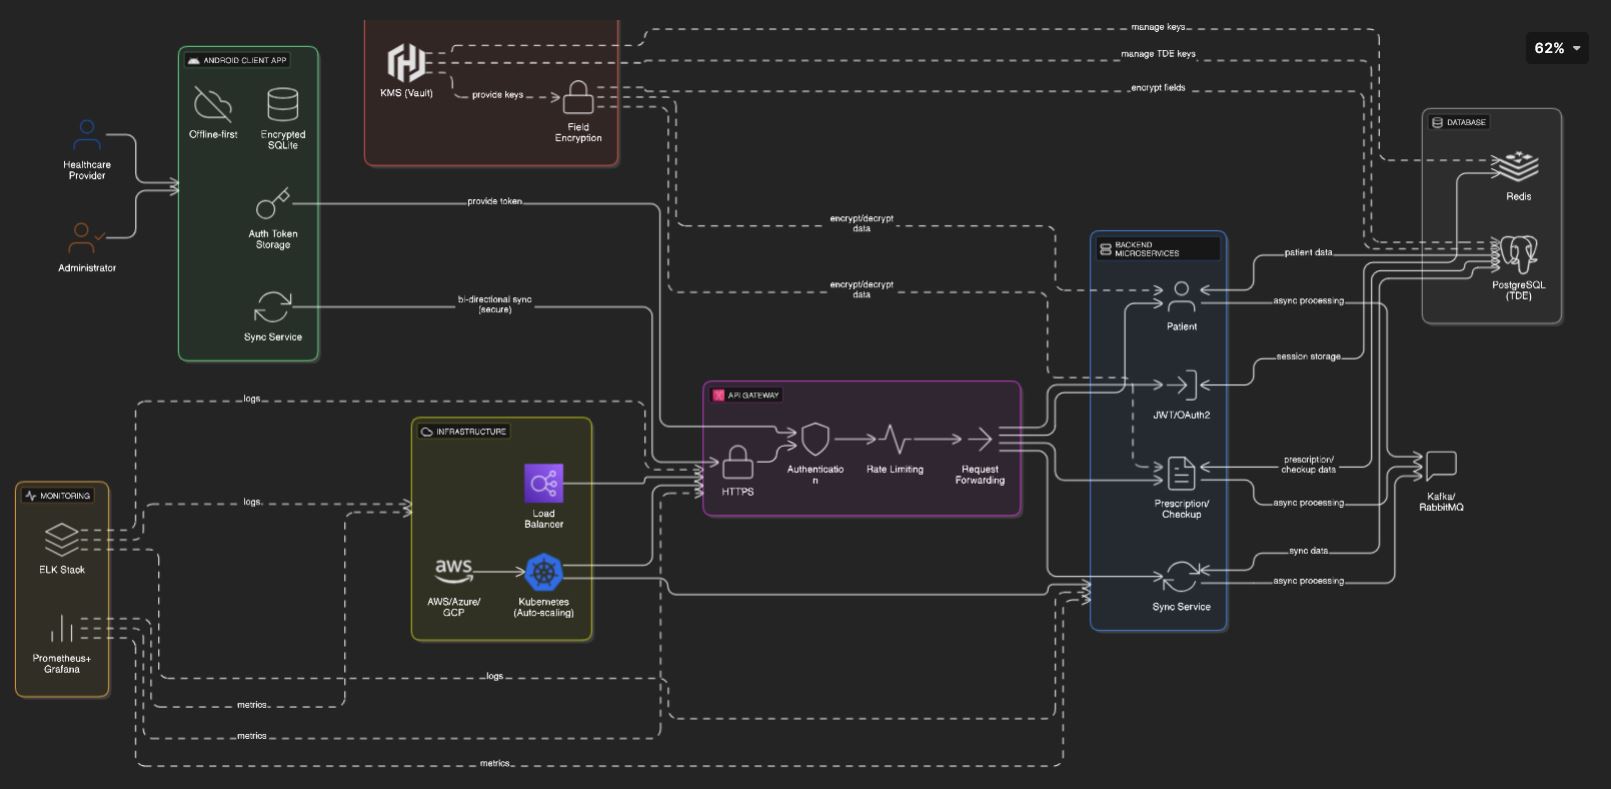 manage keys
62%
ANDROID CLIENT APP
manage TDE keys
KMS (Vault)
provide keys
encrypt fields
Offline-first
Encrypted
SQLite
Field
Encryption
DATABASE
Healthcare
Provider
Redis
provide token
Auth Token
Storage
encrypt/decrypt
data
Administrator
BACKEND
MICROSERVICES
patient data
PostgreSQL
(TDE)
encrypt/decrypt
data
bi-directional sync
(secure)
async processing
Patient
Sync Service
session storage
logs
API GATEWAY
JWT/OAuth2
INFRASTRUCTURE
Authenticatio
n
Rate Limiting
Request
Forwarding
HTTPS
prescription/
checkup data
MONITORING
logs
Kafka/
RabbitMQ
Prescription/
Checkup
async processing
Load
Balancer
ELK Stack
aws
sync data
AWS/Azure/
GCP
Kubernetes
(Auto-scaling)
async processing
Sync Service
Prometheus+
Grafana
logs
metrics
metrics
metrics